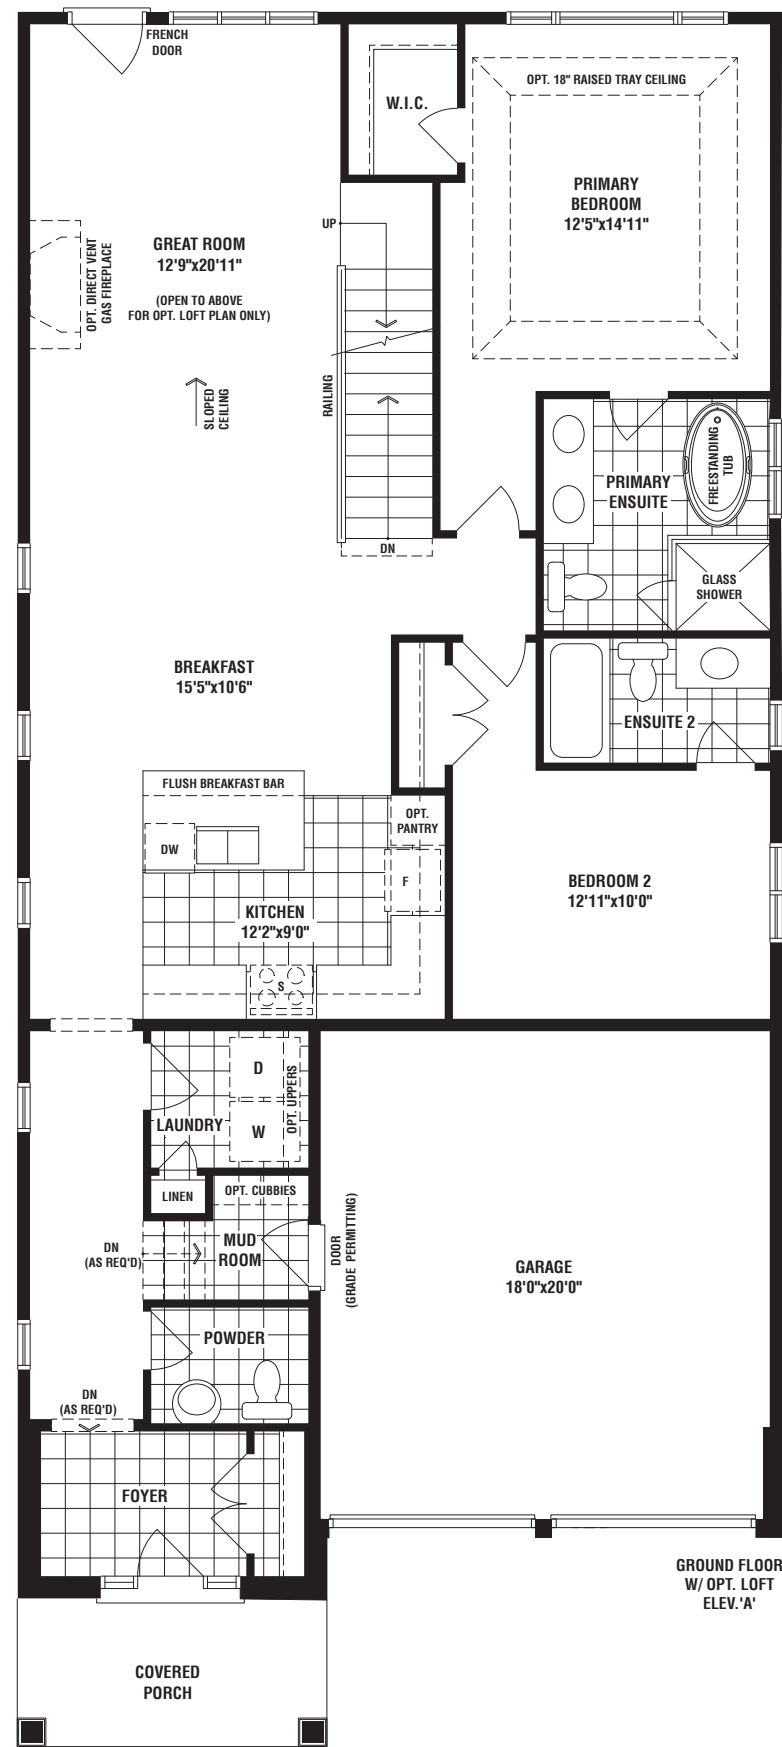 FRENCH
DOOR
OPT. 18" RAISED TRAY CEILING
W.I.C.
PRIMARY
BEDROOM
12'5"x14'11"
UP
GREAT ROOM
12'9"x20'11"
(OPEN TO ABOVE
FOR OPT. LOFT PLAN ONLY)
OPT. DIRECT VENT
GAS FIREPLACE
SLOPED
CEILING
RAILING
DN
PRIMARY
ENSUITE
FREESTANDING
TUB
GLASS
SHOWER
BREAKFAST
15'5"x10'6"
ENSUITE 2
FLUSH BREAKFAST BAR
OPT.
PANTRY
DW
F
KITCHEN
12'2"x9'0"
S
BEDROOM 2
12'11"x10'0"
D
W
OPT. UPPERS
LAUNDRY
LINEN
OPT. CUBBIES
MUD
ROOM
DN
(AS REQ'D)
DOOR
(GRADE PERMITTING)
GARAGE
18'0"x20'0"
POWDER
DN
(AS REQ'D)
FOYER
GROUND FLOOR
W/ OPT. LOFT
ELEV.'A'
COVERED
PORCH